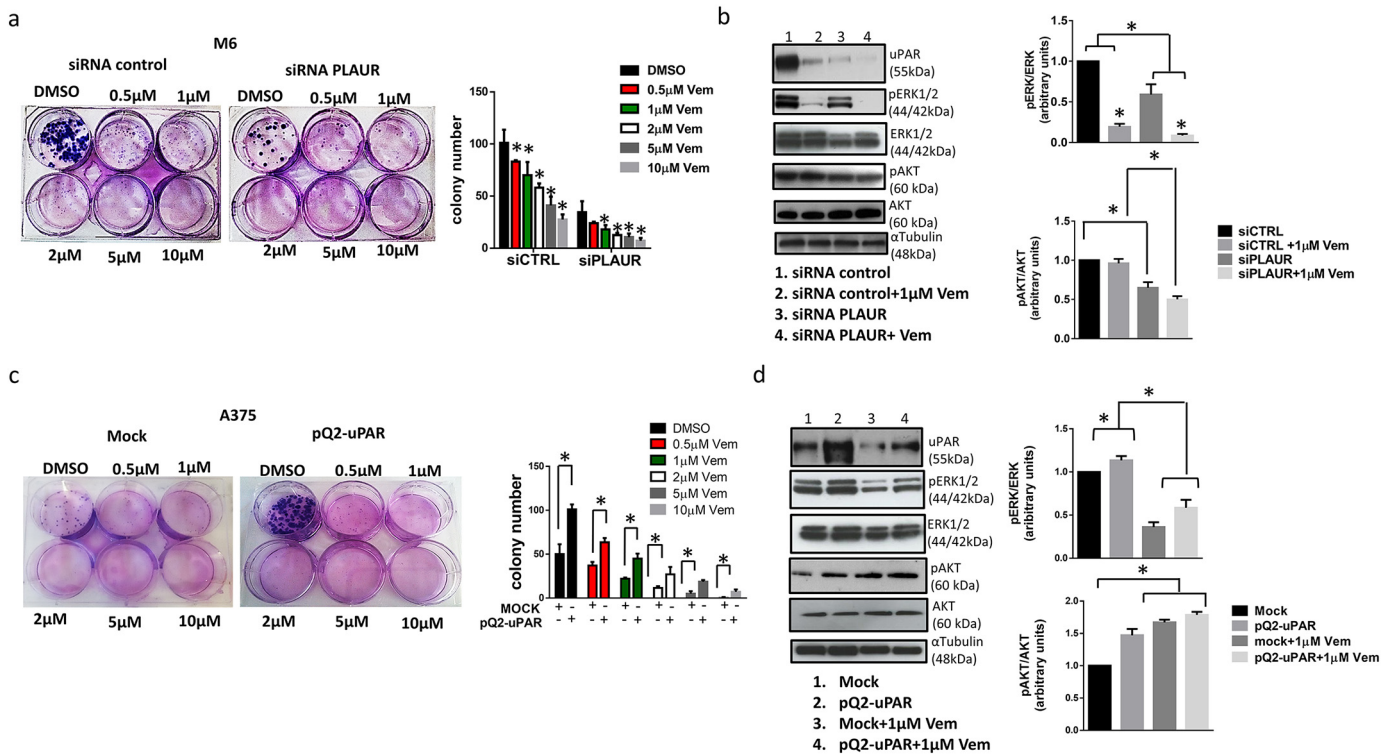 a
M6
siRNA control
siRNA PLAUR
DMSO
0.5µM
1µM
DMSO
0.5µM
1µM
2µM
5µM
10µM
2µM
5µM
10µM
colony number
150
100
50
0
* * * * * *
* * * *
siCTRL
siPLAUR
DMSO
0.5µM Vem
1µM Vem
2µM Vem
5µM Vem
10µM Vem
b
1 2 3 4
uPAR
(55kDa)
pERK1/2
(44/42kDa)
ERK1/2
(44/42kDa)
pAKT
(60 kDa)
AKT
(60 kDa)
αTubulin
(48kDa)
1. siRNA control
2. siRNA control+1µM Vem
3. siRNA PLAUR
4. siRNA PLAUR+ Vem
pERK/ERK
(arbitrary units)
1.5
1.0
0.5
0.0
*
* *
pAKT/AKT
(arbitrary units)
1.5
1.0
0.5
0.0
*
*
siCTRL
siCTRL +1µM Vem
siPLAUR
siPLAUR+1µM Vem
c
A375
Mock
pQ2-uPAR
DMSO
0.5µM
1µM
DMSO
0.5µM
1µM
2µM
5µM
10µM
2µM
5µM
10µM
colony number
150
100
50
0
* * * * * *
MOCK + - + - + - + - + - + -
pQ2-uPAR - + - + - + - + - + - +
DMSO
0.5µM Vem
1µM Vem
2µM Vem
5µM Vem
10µM Vem
d
1 2 3 4
uPAR
(55kDa)
pERK1/2
(44/42kDa)
ERK1/2
(44/42kDa)
pAKT
(60 kDa)
AKT
(60 kDa)
αTubulin
(48kDa)
1. Mock
2. pQ2-uPAR
3. Mock+1µM Vem
4. pQ2-uPAR+1µM Vem
pERK/ERK
(arbitrary units)
1.5
1.0
0.5
0.0
*
*
pAKT/AKT
(arbitrary units)
2.0
1.5
1.0
0.5
0.0
*
Mock
pQ2-uPAR
mock+1µM Vem
pQ2-uPAR+1µM Vem